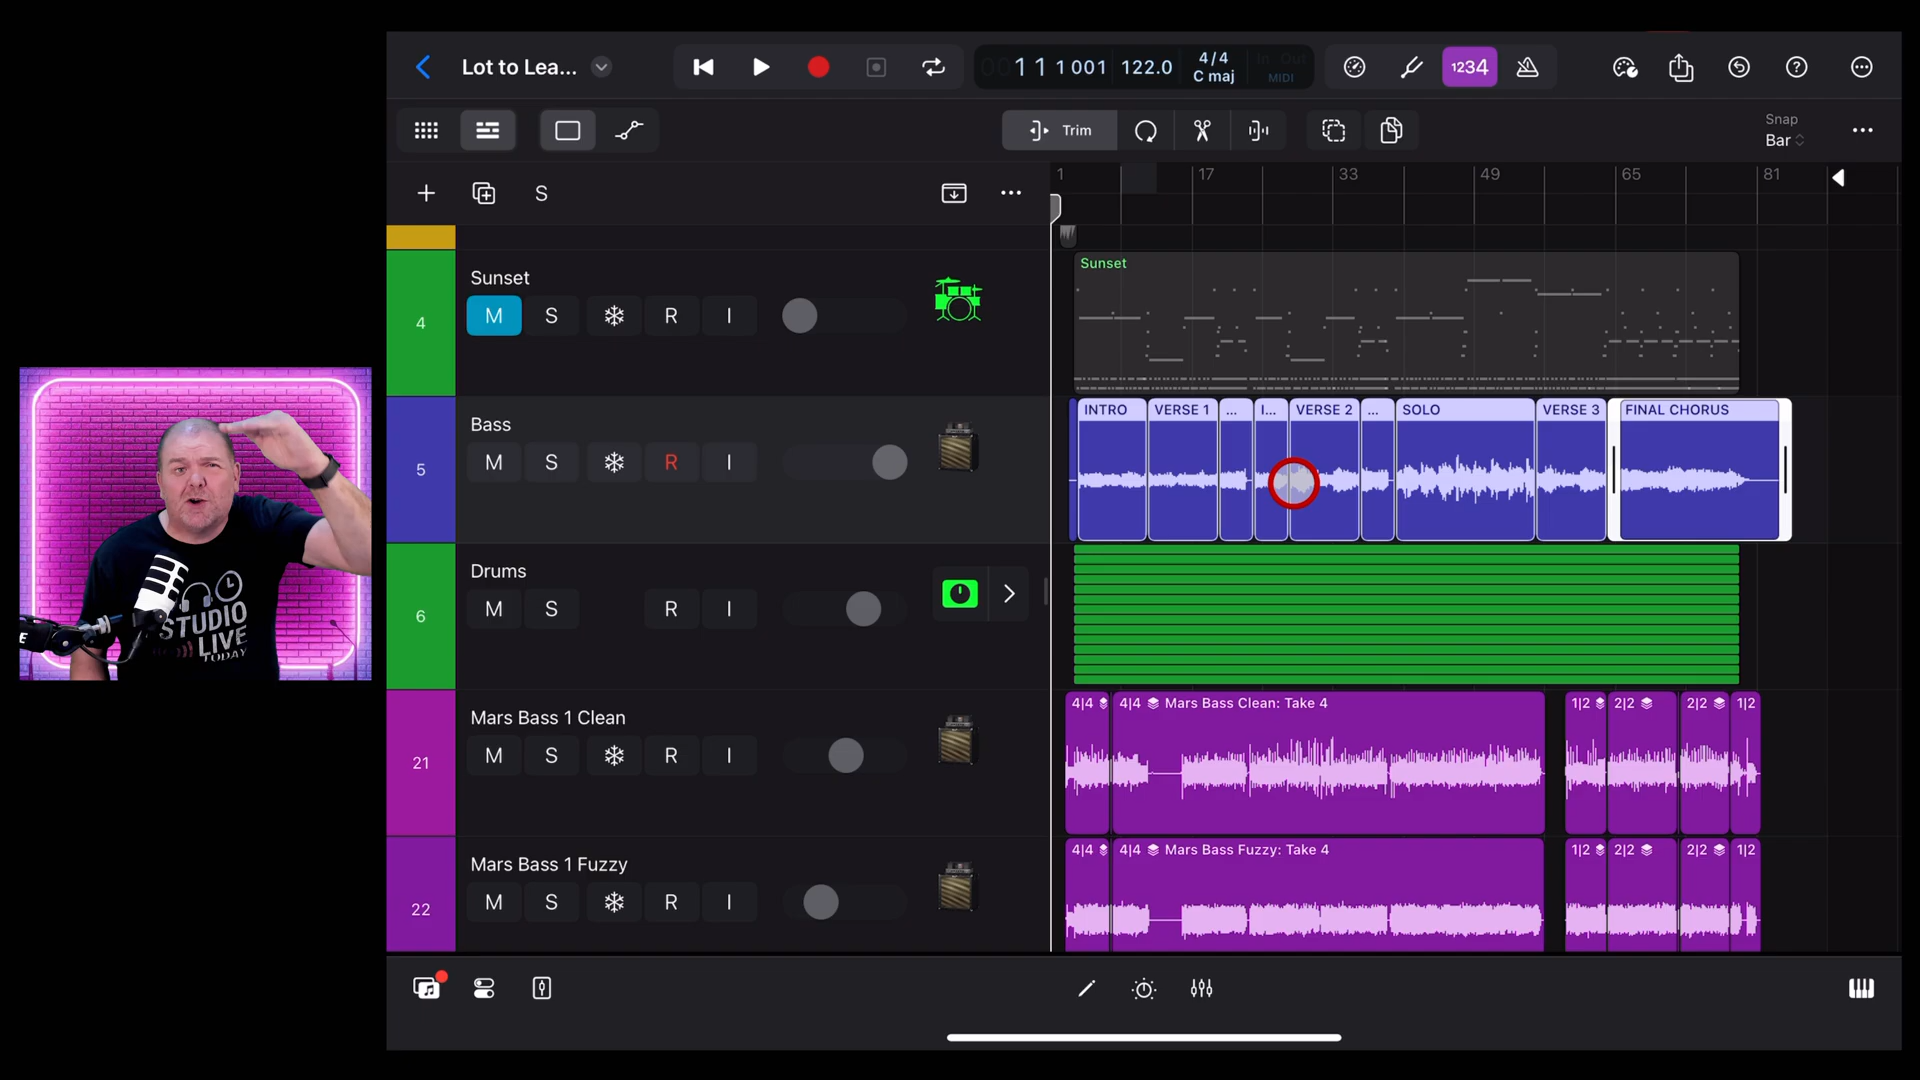 Lot to Lea...
11 1 001
122.0
4/4
C maj
In Out
MIDI
1234
Trim
Snap
Bar
S
1
17
33
49
65
81
4
Sunset
M S R I
Sunset
5
Bass
M S R I
INTRO
VERSE 1
...
I...
VERSE 2
...
SOLO
VERSE 3
FINAL CHORUS
6
Drums
M S R I
21
Mars Bass 1 Clean
M S R I
4|4
4|4 Mars Bass Clean: Take 4
1|2
2|2
2|2
1|2
22
Mars Bass 1 Fuzzy
M S R I
4|4
4|4 Mars Bass Fuzzy: Take 4
1|2
2|2
2|2
1|2
STUDIO
LIVE
TODAY